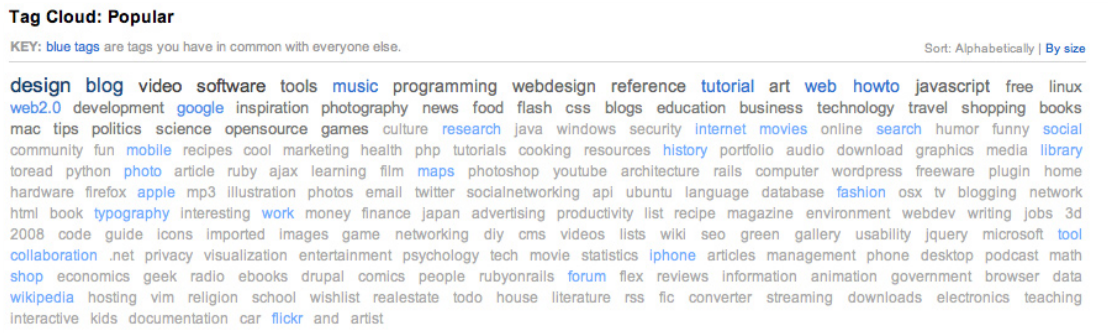 Tag Cloud: Popular
KEY: blue tags are tags you have in common with everyone else.
Sort: Alphabetically | By size
design blog video software tools music programming webdesign reference tutorial art web howto javascript free linux
web2.0 development google inspiration photography news food flash css blogs education business technology travel shopping books
mac tips politics science opensource games culture research java windows security internet movies online search humor funny social
community fun mobile recipes cool marketing health php tutorials cooking resources history portfolio audio download graphics media library
toread python photo article ruby ajax learning film maps photoshop youtube architecture rails computer wordpress freeware plugin home
hardware firefox apple mp3 illustration photos email twitter socialnetworking api ubuntu language database fashion osx tv blogging network
html book typography interesting work money finance japan advertising productivity list recipe magazine environment webdev writing jobs 3d
2008 code guide icons imported images game networking diy cms videos lists wiki seo green gallery usability jquery microsoft tool
collaboration .net privacy visualization entertainment psychology tech movie statistics iphone articles management phone desktop podcast math
shop economics geek radio ebooks drupal comics people rubyonrails forum flex reviews information animation government browser data
wikipedia hosting vim religion school wishlist realestate todo house literature rss fic converter streaming downloads electronics teaching
interactive kids documentation car flickr and artist